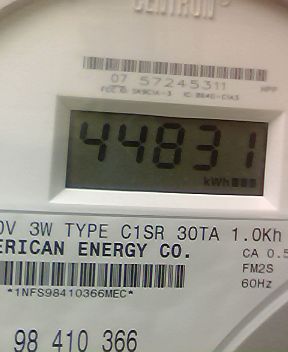 CENTRON
07 57245311
44831
kWh
0V 3W TYPE C1SR 30TA 1.0Kh
ERICAN ENERGY CO.
CA 0.5
FM2S
60Hz
*1NFS98410366MEC*
98 410 366